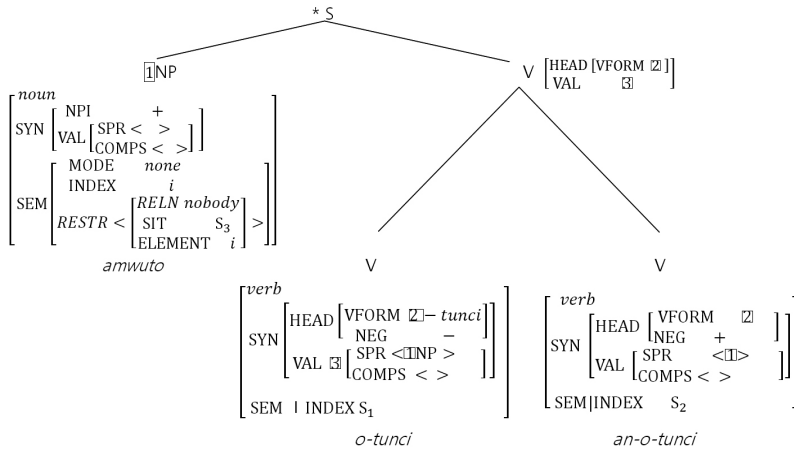 * S
1NP
V [HEAD [VFORM 2]]
VAL 3
noun
NPI +
SYN VAL SPR < >
COMPS < >
MODE none
INDEX i
SEM RESTR < RELN nobody
SIT S₃ >
ELEMENT i
amwuto
V V
verb
SYN HEAD VFORM 2 – tunci
NEG –
VAL 3 SPR <1NP >
COMPS < >
SEM | INDEX S₁
o-tunci
verb
SYN HEAD VFORM 2
NEG +
VAL SPR <1>
COMPS < >
SEM|INDEX S₂
an-o-tunci